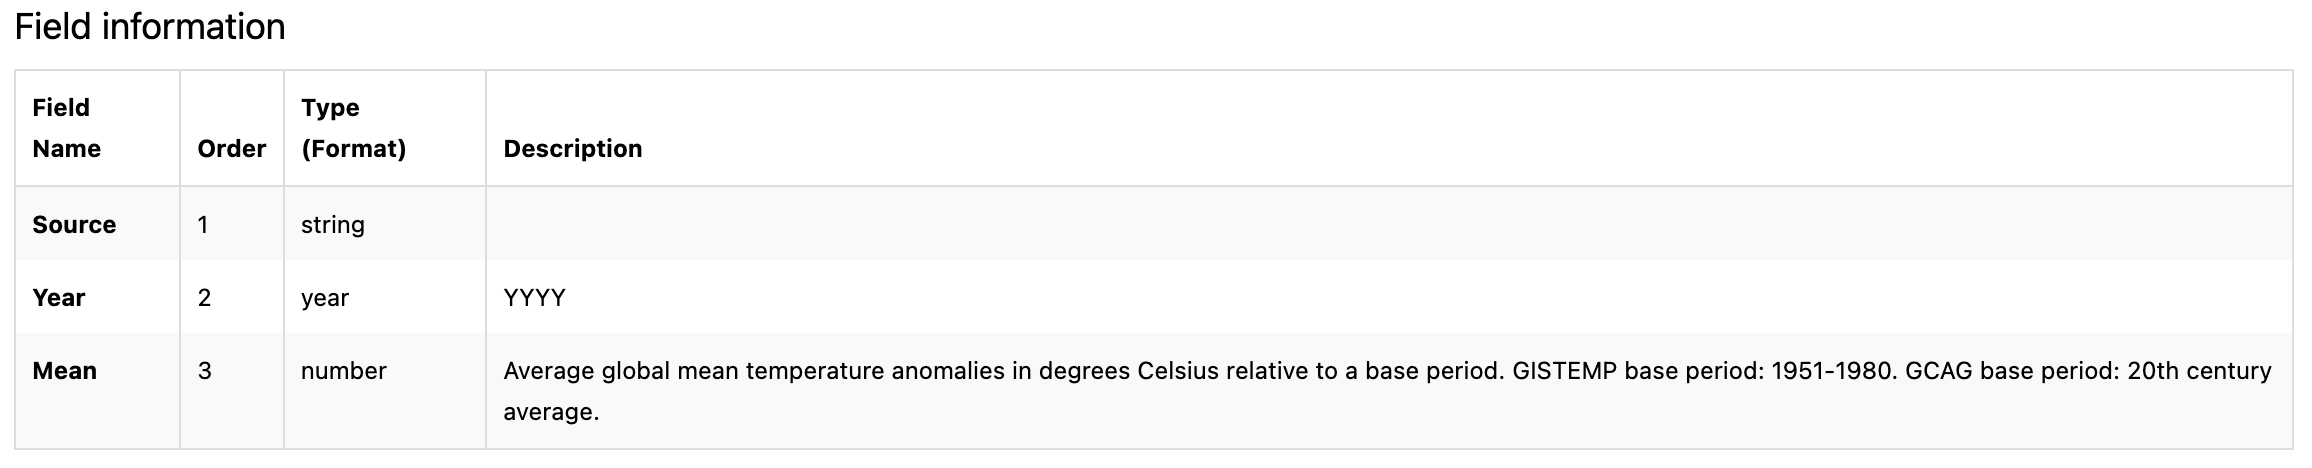 Field information
Field Name Order Type (Format) Description
Source 1 string
Year 2 year YYYY
Mean 3 number Average global mean temperature anomalies in degrees Celsius relative to a base period. GISTEMP base period: 1951-1980. GCAG base period: 20th century
average.